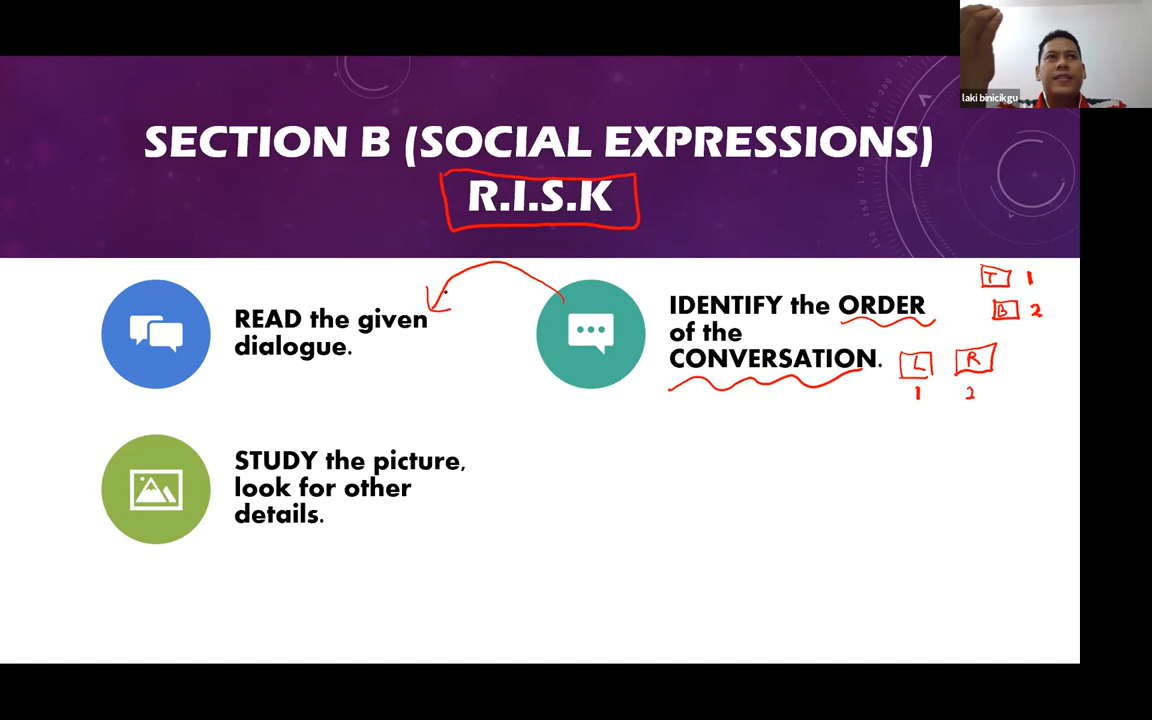 laki binicikgu
SECTION B (SOCIAL EXPRESSIONS)
R.I.S.K
READ the given
dialogue.
IDENTIFY the ORDER
of the
CONVERSATION.
T 1
B 2
L R
1 2
STUDY the picture,
look for other
details.